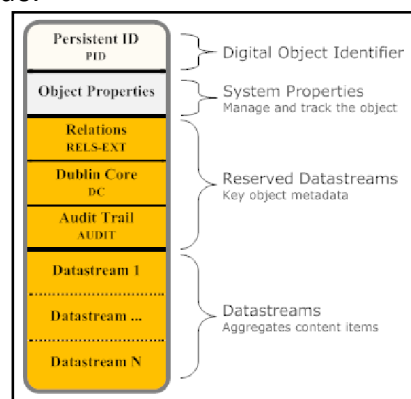 Persistent ID
PID
Digital Object Identifier
Object Properties
System Properties
Manage and track the object
Relations
RELS-EXT
Dublin Core
DC
Audit Trail
AUDIT
Reserved Datastreams
Key object metadata
Datastream 1
Datastream ...
Datastream N
Datastreams
Aggregates content items